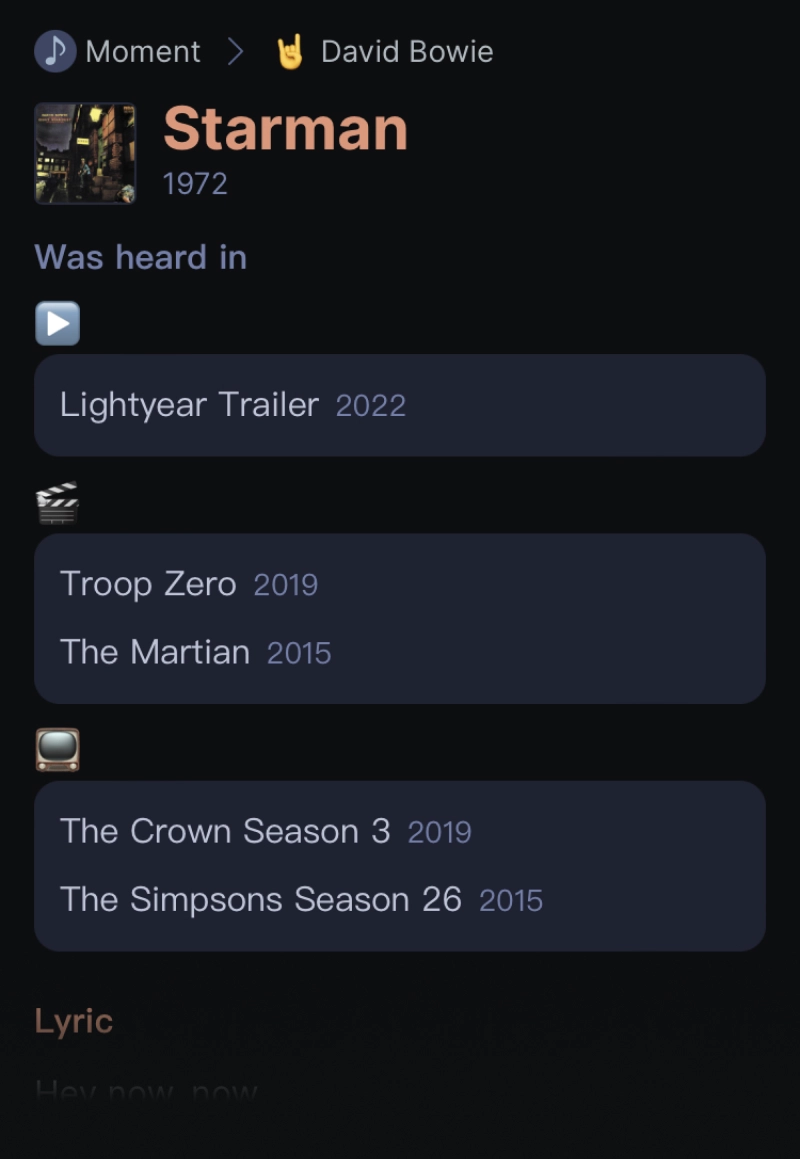 Moment > David Bowie
Starman
1972
Was heard in
Lightyear Trailer 2022
Troop Zero 2019
The Martian 2015
The Crown Season 3 2019
The Simpsons Season 26 2015
Lyric
Hey now, now